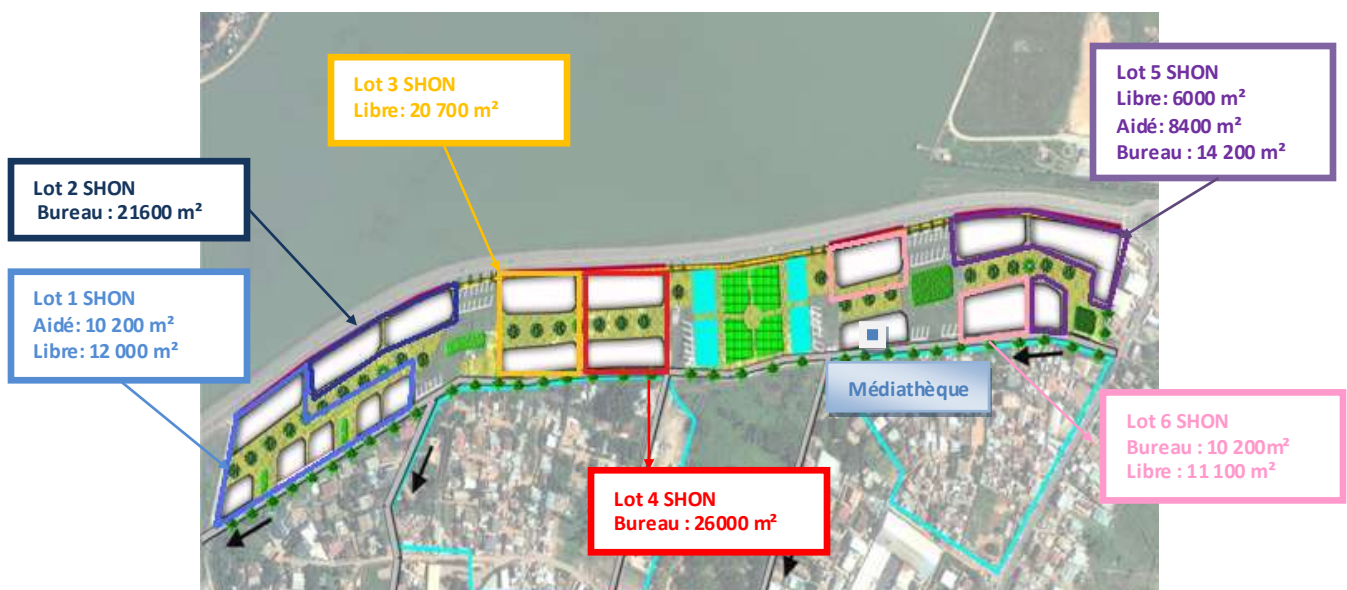 Lot 3 SHON
Libre: 20 700 m²
Lot 5 SHON
Libre: 6000 m²
Aidé: 8400 m²
Bureau : 14 200 m²
Lot 2 SHON
Bureau : 21600 m²
Lot 1 SHON
Aidé: 10 200 m²
Libre: 12 000 m²
Médiathèque
Lot 6 SHON
Bureau : 10 200m²
Libre : 11 100 m²
Lot 4 SHON
Bureau : 26000 m²